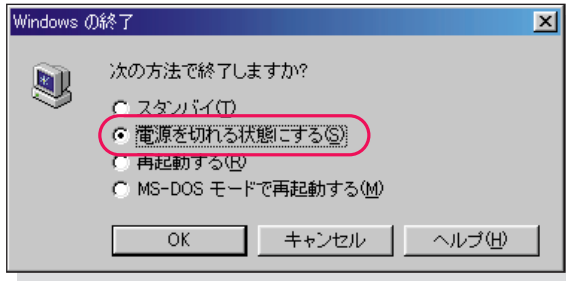 Windows の終了
次の方法で終了しますか?
スタンバイ(T)
電源を切れる状態にする(S)
再起動する(R)
MS-DOS モードで再起動する(M)
OK キャンセル ヘルプ(H)